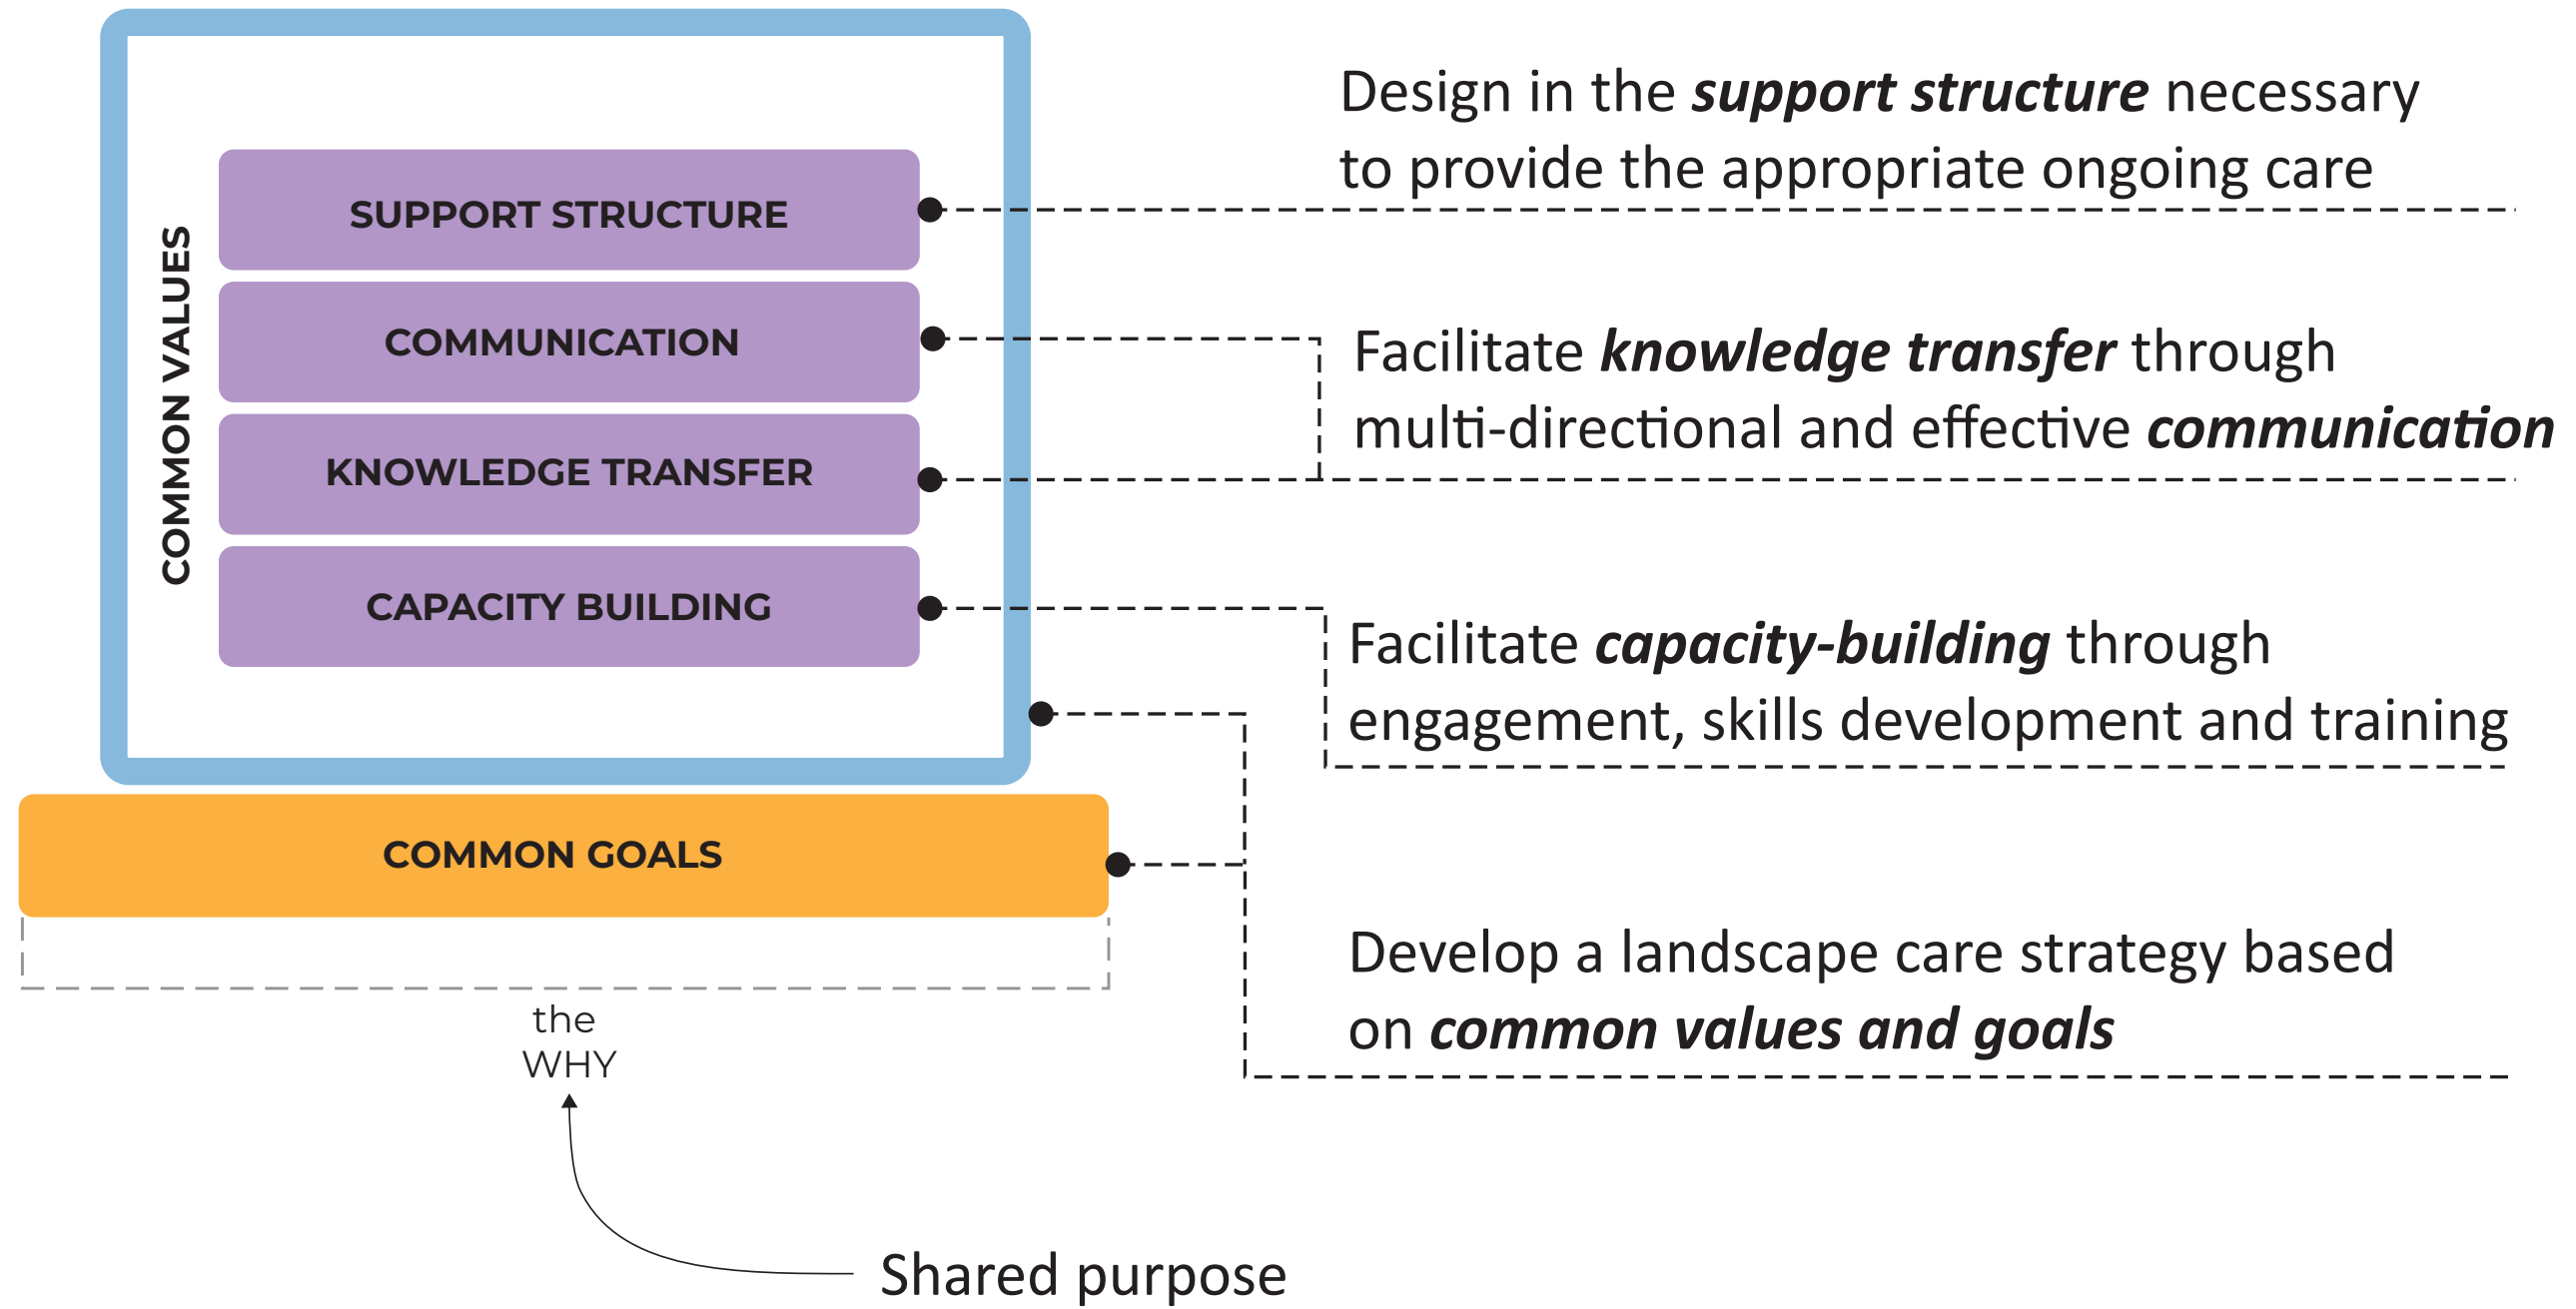 COMMON VALUES
SUPPORT STRUCTURE
COMMUNICATION
KNOWLEDGE TRANSFER
CAPACITY BUILDING
COMMON GOALS
the
WHY
Shared purpose
Design in the support structure necessary
to provide the appropriate ongoing care
Facilitate knowledge transfer through
multi-directional and effective communication
Facilitate capacity-building through
engagement, skills development and training
Develop a landscape care strategy based
on common values and goals